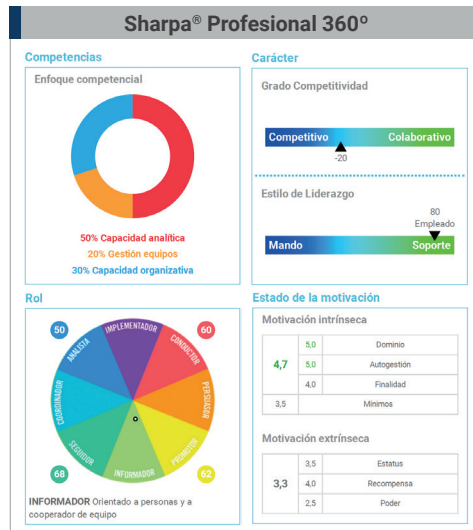 Sharpa® Profesional 360º
Competencias
Enfoque competencial
50% Capacidad analítica
20% Gestión equipos
30% Capacidad organizativa
Carácter
Grado Competitividad
Competitivo Colaborativo
-20
Estilo de Liderazgo
80
Empleado
Mando Soporte
Rol
50
60
68
62
IMPLEMENTADOR
CONDUCTOR
PERSUASOR
PROMOTOR
INFORMADOR
SEGUIDOR
COORDINADOR
ANALISTA
INFORMADOR Orientado a personas y a
cooperador de equipo
Estado de la motivación
Motivación intrínseca
4,7
5,0 Dominio
5,0 Autogestión
4,0 Finalidad
3,5 Mínimos
Motivación extrínseca
3,3
3,5 Estatus
4,0 Recompensa
2,5 Poder